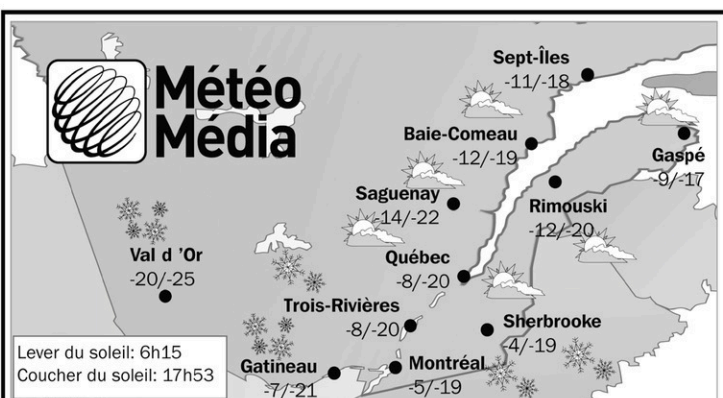 Météo
Média
Sept-Îles
-11/-18
Baie-Comeau
-12/-19
Gaspé
-9/-17
Saguenay
-14/-22
Rimouski
-12/-20
Val d 'Or
-20/-25
Québec
-8/-20
Trois-Rivières
-8/-20
Sherbrooke
-4/-19
Lever du soleil: 6h15
Coucher du soleil: 17h53
Gatineau
-7/-21
Montréal
-5/-19